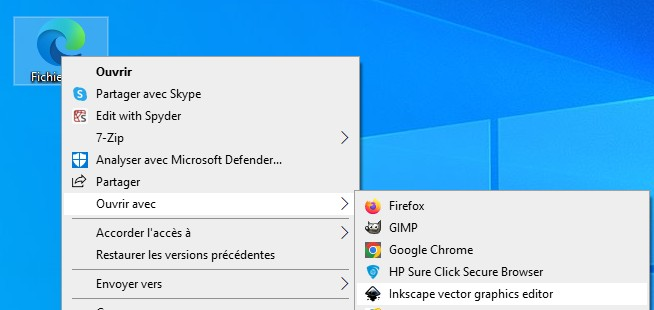 Fichie
Ouvrir
Partager avec Skype
Edit with Spyder
7-Zip
Analyser avec Microsoft Defender...
Partager
Ouvrir avec
Accorder l'accès à
Restaurer les versions précédentes
Envoyer vers
Firefox
GIMP
Google Chrome
HP Sure Click Secure Browser
Inkscape vector graphics editor